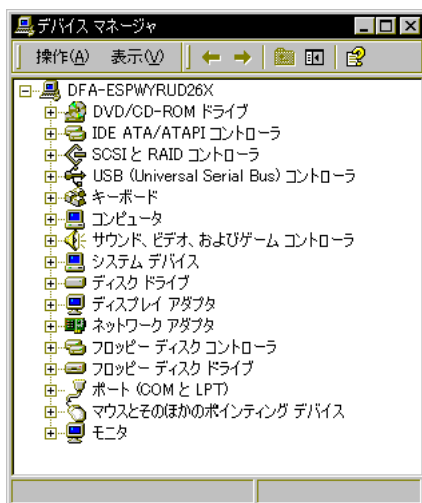 デバイス マネージャ
操作(A) 表示(V)
DFA-ESPWYRUD26X
DVD/CD-ROM ドライブ
IDE ATA/ATAPI コントローラ
SCSI と RAID コントローラ
USB (Universal Serial Bus) コントローラ
キーボード
コンピュータ
サウンド、ビデオ、およびゲーム コントローラ
システム デバイス
ディスク ドライブ
ディスプレイ アダプタ
ネットワーク アダプタ
フロッピー ディスク コントローラ
フロッピー ディスク ドライブ
ポート (COM と LPT)
マウスとそのほかのポインティング デバイス
モニタ